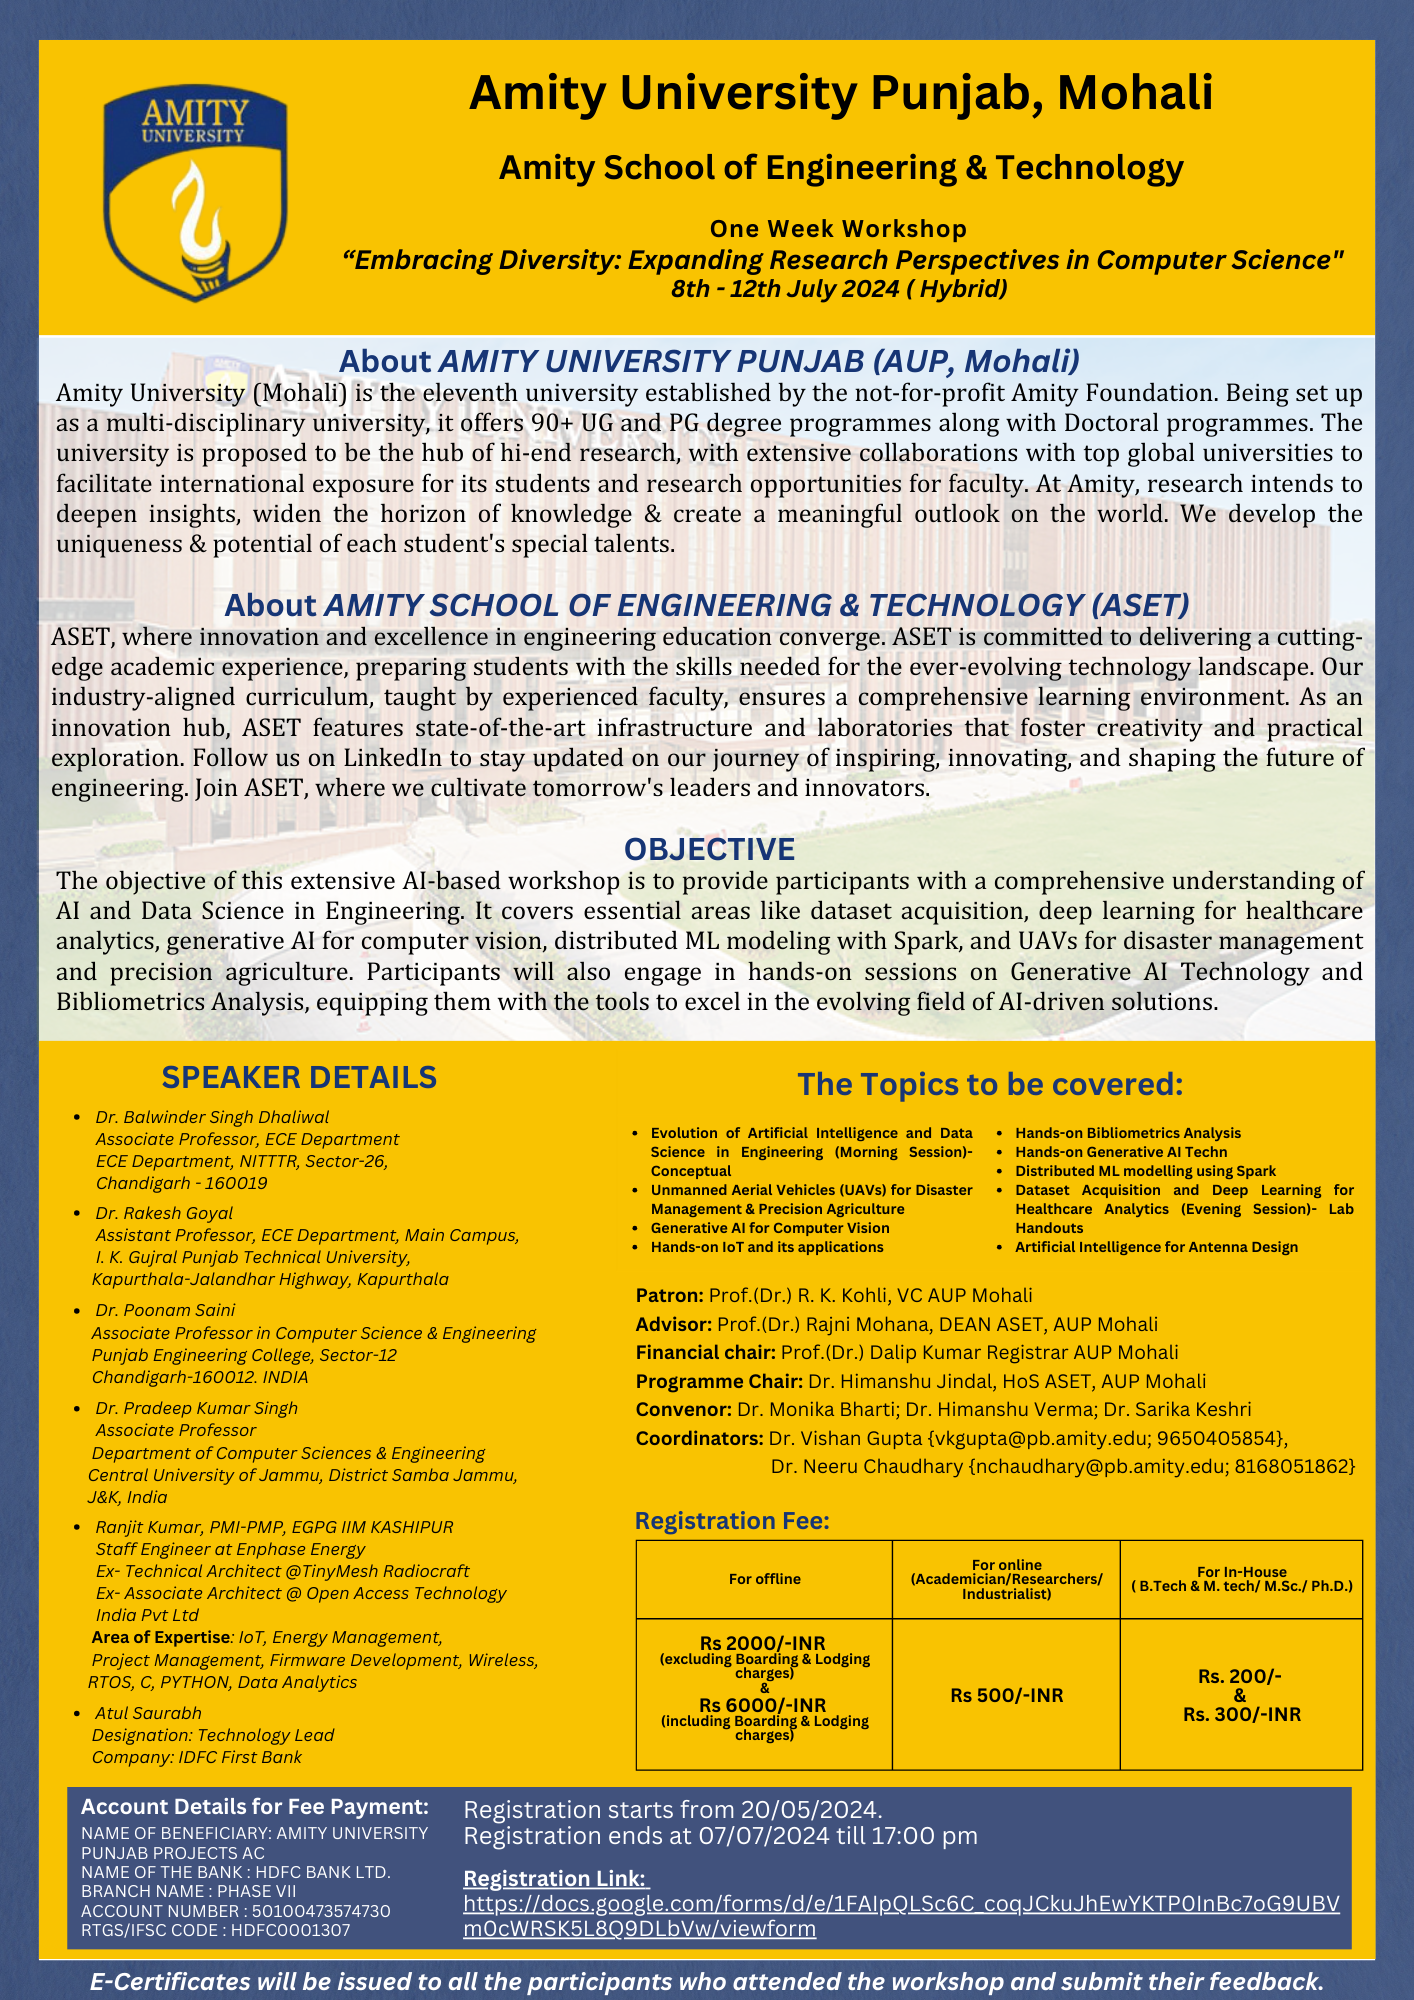 AMITY
UNIVERSITY
Amity University Punjab, Mohali
Amity School of Engineering & Technology
One Week Workshop
“Embracing Diversity: Expanding Research Perspectives in Computer Science"
8th - 12th July 2024 ( Hybrid)
About AMITY UNIVERSITY PUNJAB (AUP, Mohali)
Amity University (Mohali) is the eleventh university established by the not-for-profit Amity Foundation. Being set up
as a multi-disciplinary university, it offers 90+ UG and PG degree programmes along with Doctoral programmes. The
university is proposed to be the hub of hi-end research, with extensive collaborations with top global universities to
facilitate international exposure for its students and research opportunities for faculty. At Amity, research intends to
deepen insights, widen the horizon of knowledge & create a meaningful outlook on the world. We develop the
uniqueness & potential of each student's special talents.
About AMITY SCHOOL OF ENGINEERING & TECHNOLOGY (ASET)
ASET, where innovation and excellence in engineering education converge. ASET is committed to delivering a cutting-
edge academic experience, preparing students with the skills needed for the ever-evolving technology landscape. Our
industry-aligned curriculum, taught by experienced faculty, ensures a comprehensive learning environment. As an
innovation hub, ASET features state-of-the-art infrastructure and laboratories that foster creativity and practical
exploration. Follow us on LinkedIn to stay updated on our journey of inspiring, innovating, and shaping the future of
engineering. Join ASET, where we cultivate tomorrow's leaders and innovators.
OBJECTIVE
The objective of this extensive AI-based workshop is to provide participants with a comprehensive understanding of
AI and Data Science in Engineering. It covers essential areas like dataset acquisition, deep learning for healthcare
analytics, generative AI for computer vision, distributed ML modeling with Spark, and UAVs for disaster management
and precision agriculture. Participants will also engage in hands-on sessions on Generative AI Technology and
Bibliometrics Analysis, equipping them with the tools to excel in the evolving field of AI-driven solutions.
SPEAKER DETAILS
• Dr. Balwinder Singh Dhaliwal
Associate Professor, ECE Department
ECE Department, NITTTR, Sector-26,
Chandigarh - 160019
• Dr. Rakesh Goyal
Assistant Professor, ECE Department, Main Campus,
I. K. Gujral Punjab Technical University,
Kapurthala-Jalandhar Highway, Kapurthala
• Dr. Poonam Saini
Associate Professor in Computer Science & Engineering
Punjab Engineering College, Sector-12
Chandigarh-160012. INDIA
• Dr. Pradeep Kumar Singh
Associate Professor
Department of Computer Sciences & Engineering
Central University of Jammu, District Samba Jammu,
J&K, India
• Ranjit Kumar, PMI-PMP, EGPG IIM KASHIPUR
Staff Engineer at Enphase Energy
Ex- Technical Architect @TinyMesh Radiocraft
Ex- Associate Architect @ Open Access Technology
India Pvt Ltd
Area of Expertise: IoT, Energy Management,
Project Management, Firmware Development, Wireless,
RTOS, C, PYTHON, Data Analytics
• Atul Saurabh
Designation: Technology Lead
Company: IDFC First Bank
The Topics to be covered:
• Evolution of Artificial Intelligence and Data
Science in Engineering (Morning Session)-
Conceptual
• Unmanned Aerial Vehicles (UAVs) for Disaster
Management & Precision Agriculture
• Generative AI for Computer Vision
• Hands-on IoT and its applications
• Hands-on Bibliometrics Analysis
• Hands-on Generative AI Techn
• Distributed ML modelling using Spark
• Dataset Acquisition and Deep Learning for
Healthcare Analytics (Evening Session)- Lab
Handouts
• Artificial Intelligence for Antenna Design
Patron: Prof.(Dr.) R. K. Kohli, VC AUP Mohali
Advisor: Prof.(Dr.) Rajni Mohana, DEAN ASET, AUP Mohali
Financial chair: Prof.(Dr.) Dalip Kumar Registrar AUP Mohali
Programme Chair: Dr. Himanshu Jindal, HoS ASET, AUP Mohali
Convenor: Dr. Monika Bharti; Dr. Himanshu Verma; Dr. Sarika Keshri
Coordinators: Dr. Vishan Gupta {vkgupta@pb.amity.edu; 9650405854},
Dr. Neeru Chaudhary {nchaudhary@pb.amity.edu; 8168051862}
Registration Fee:
For offline
For online
(Academician/Researchers/
Industrialist)
For In-House
( B.Tech & M. tech/ M.Sc./ Ph.D.)
Rs 2000/-INR
(excluding Boarding & Lodging
charges)
&
Rs 6000/-INR
(including Boarding & Lodging
charges)
Rs 500/-INR
Rs. 200/-
&
Rs. 300/-INR
Account Details for Fee Payment:
NAME OF BENEFICIARY: AMITY UNIVERSITY
PUNJAB PROJECTS AC
NAME OF THE BANK : HDFC BANK LTD.
BRANCH NAME : PHASE VII
ACCOUNT NUMBER : 50100473574730
RTGS/IFSC CODE : HDFC0001307
Registration starts from 20/05/2024.
Registration ends at 07/07/2024 till 17:00 pm
Registration Link:
https://docs.google.com/forms/d/e/1FAIpQLSc6C_coqJCkuJhEwYKTP0InBc7oG9UBV
m0cWRSK5L8Q9DLbVw/viewform
E-Certificates will be issued to all the participants who attended the workshop and submit their feedback.